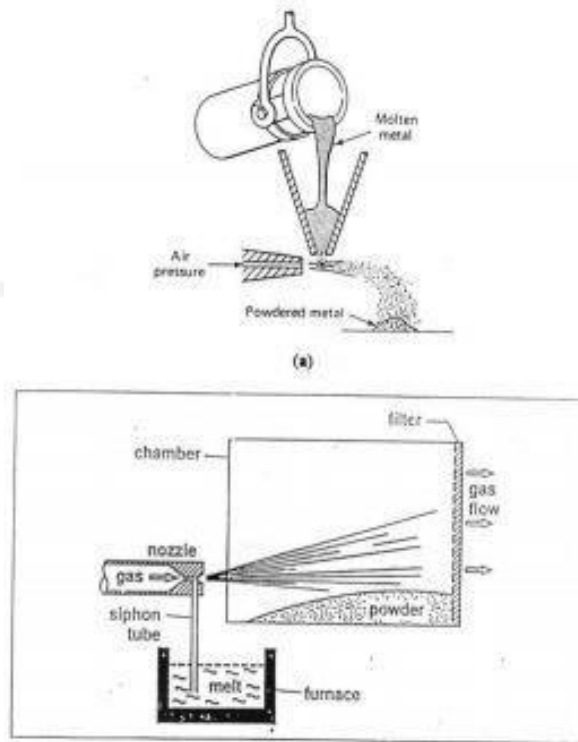 Molten
metal
Air
pressure
Powdered metal
(a)
filter
chamber
gas
flow
nozzle
gas
siphon
tube
powder
melt
furnace